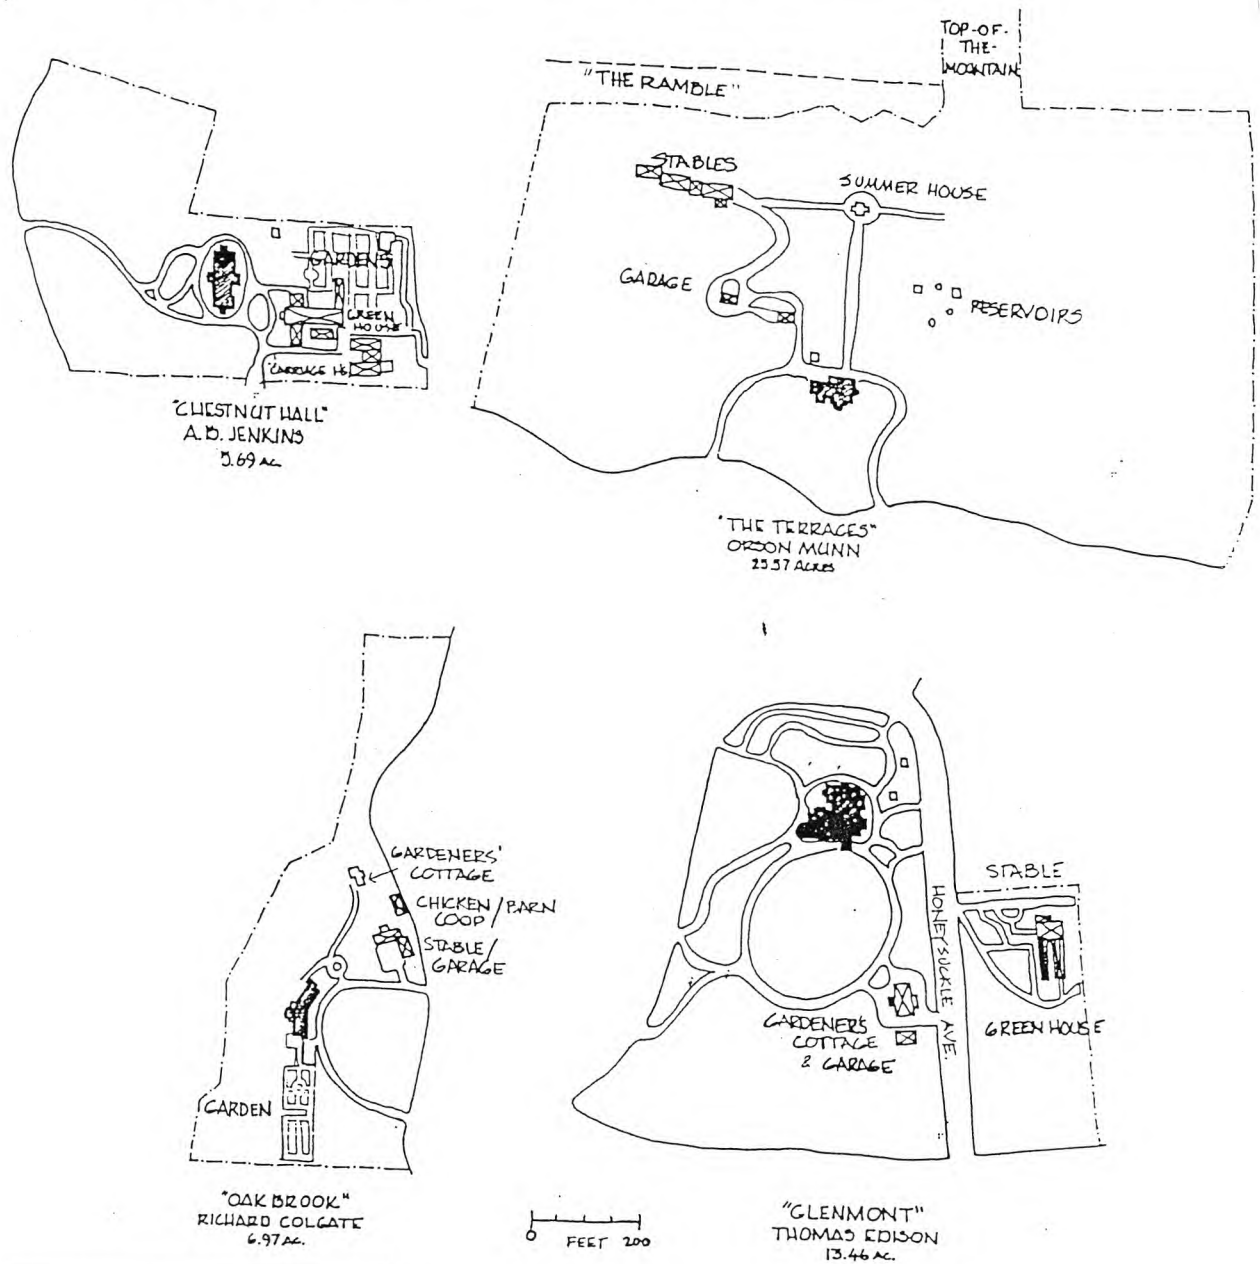 TOP-OF-
THE-
MOUNTAIN
"THE RAMBLE"
STABLES
SUMMER HOUSE
GARAGE
RESERVOIRS
"THE TERRACES"
ORSON MUNN
25.57 ACRES
GARDENS
GREEN
HOUSE
CARRIAGE HS.
"CHESTNUT HALL"
A.B. JENKINS
5.69 AC.
GARDENERS'
COTTAGE
CHICKEN / BARN
COOP
STABLE /
GARAGE
GARDEN
"OAK BROOK"
RICHARD COLGATE
6.97 AC.
0 FEET 200
STABLE
HONEYSUCKLE AVE.
GREEN HOUSE
GARDENER'S
COTTAGE
& GARAGE
"GLENMONT"
THOMAS EDISON
13.46 AC.